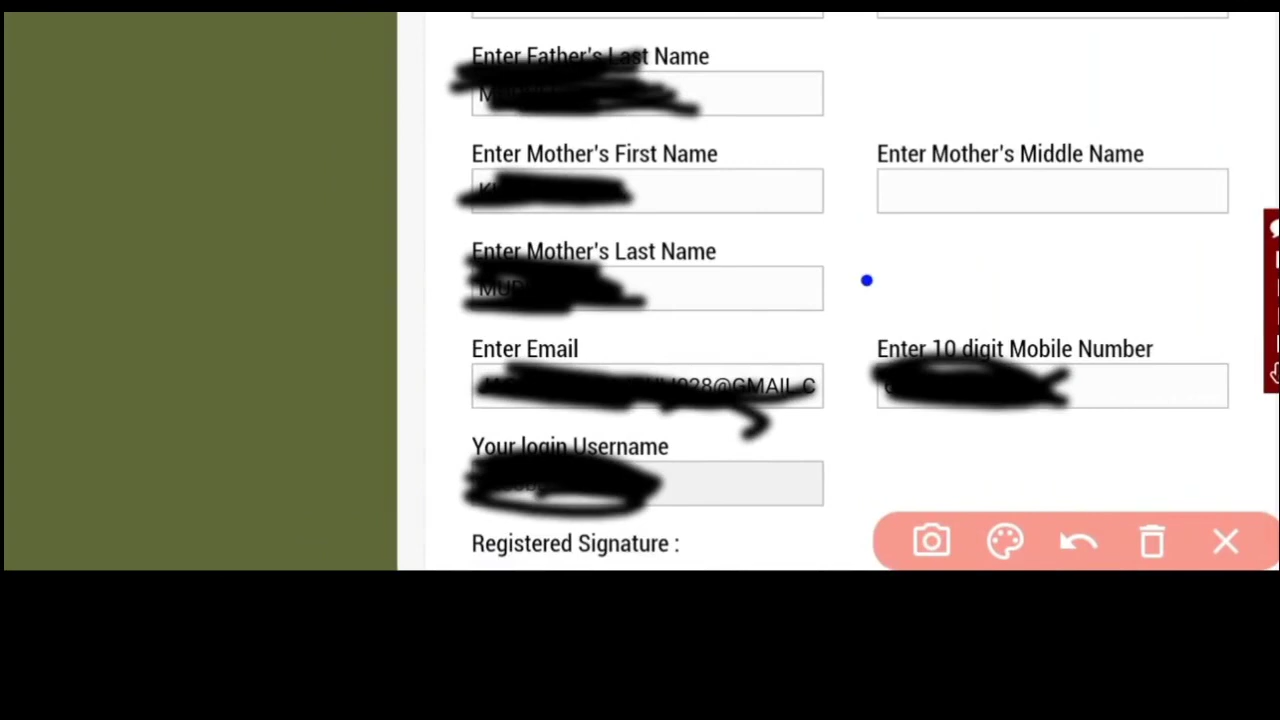 Enter Father's Last Name
Enter Mother's First Name
Enter Mother's Middle Name
Enter Mother's Last Name
Enter Email
Enter 10 digit Mobile Number
Your login Username
Registered Signature :